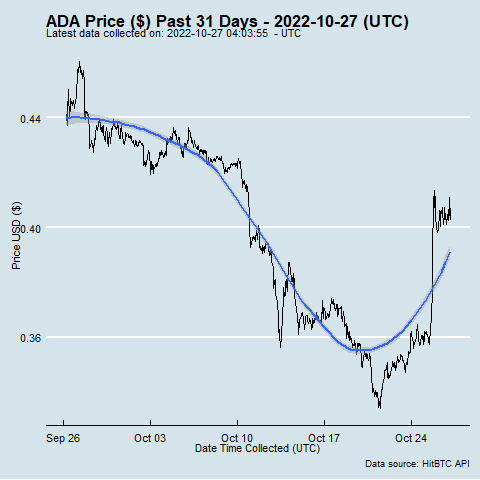 ADA Price ($) Past 31 Days - 2022-10-27 (UTC)
Latest data collected on: 2022-10-27 04:03:55 - UTC
0.44
0.40
0.36
Price USD ($)
Sep 26 Oct 03 Oct 10 Oct 17 Oct 24
Date Time Collected (UTC)
Data source: HitBTC API